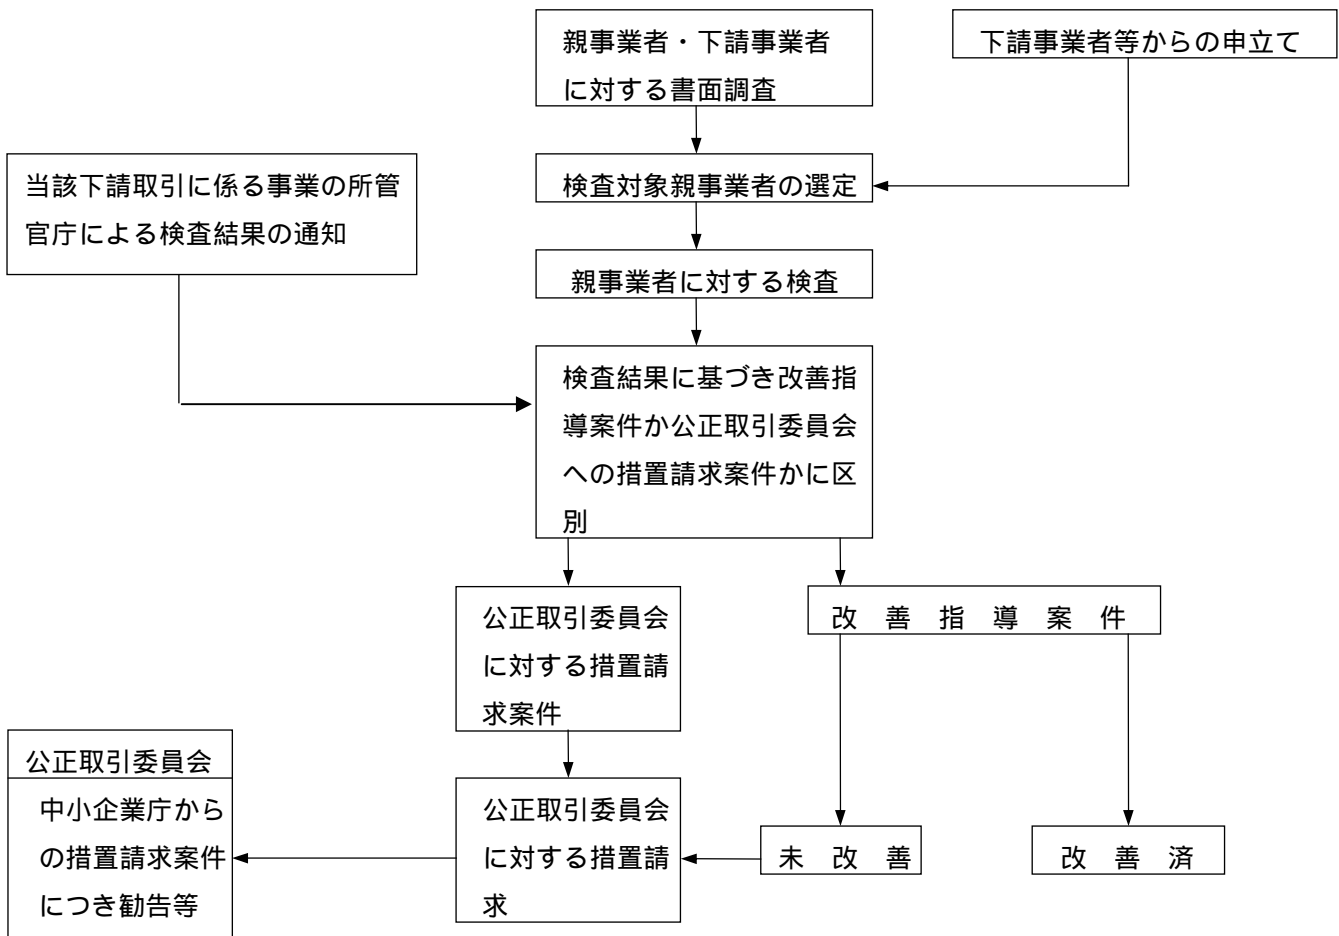 親事業者・下請事業者
に対する書面調査
下請事業者等からの申立て
当該下請取引に係る事業の所管
官庁による検査結果の通知
検査対象親事業者の選定
親事業者に対する検査
検査結果に基づき改善指
導案件か公正取引委員会
への措置請求案件かに区
別
公正取引委員会
に対する措置請
求案件
改　善　指　導　案　件
公正取引委員会
中小企業庁から
の措置請求案件
につき勧告等
公正取引委員会
に対する措置請
求
未　改　善
改　善　済